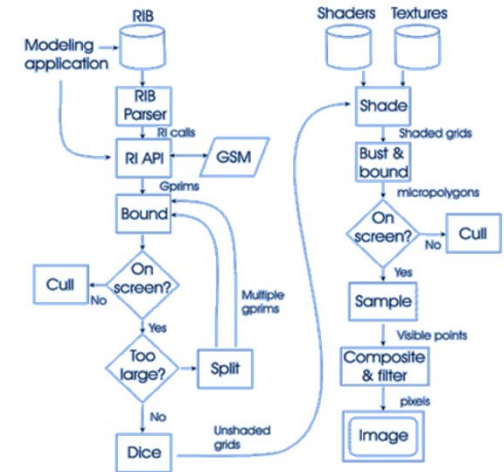 RIB
Modeling
application
RIB
Parser
RI calls
RI API
GSM
Gprims
Bound
On
screen?
Cull
No
Yes
Multiple
gprims
Too
large?
Split
No
Dice
Unshaded
grids
Shaders
Textures
Shade
Shaded grids
Bust &
bound
micropolygons
On
screen?
No
Cull
Yes
Sample
Visible points
Composite
& filter
pixels
Image